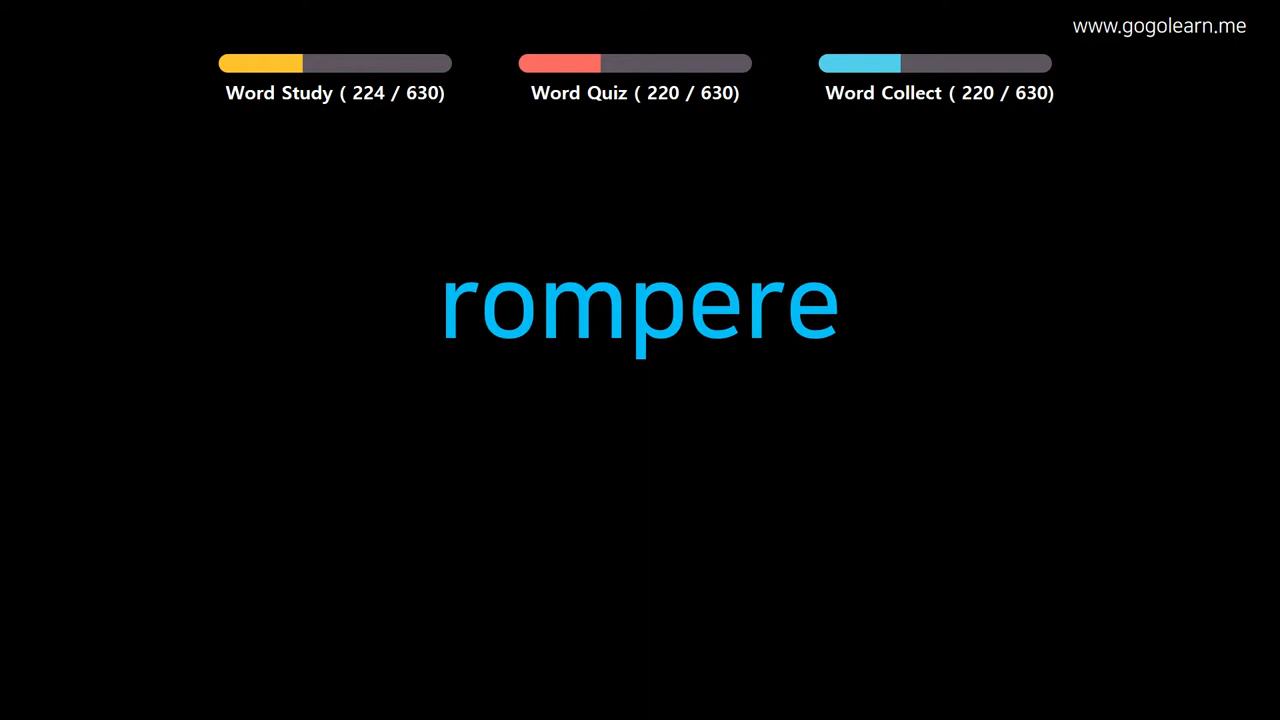 www.gogolearn.me
Word Study ( 224 / 630)
Word Quiz ( 220 / 630)
Word Collect ( 220 / 630)
rompere